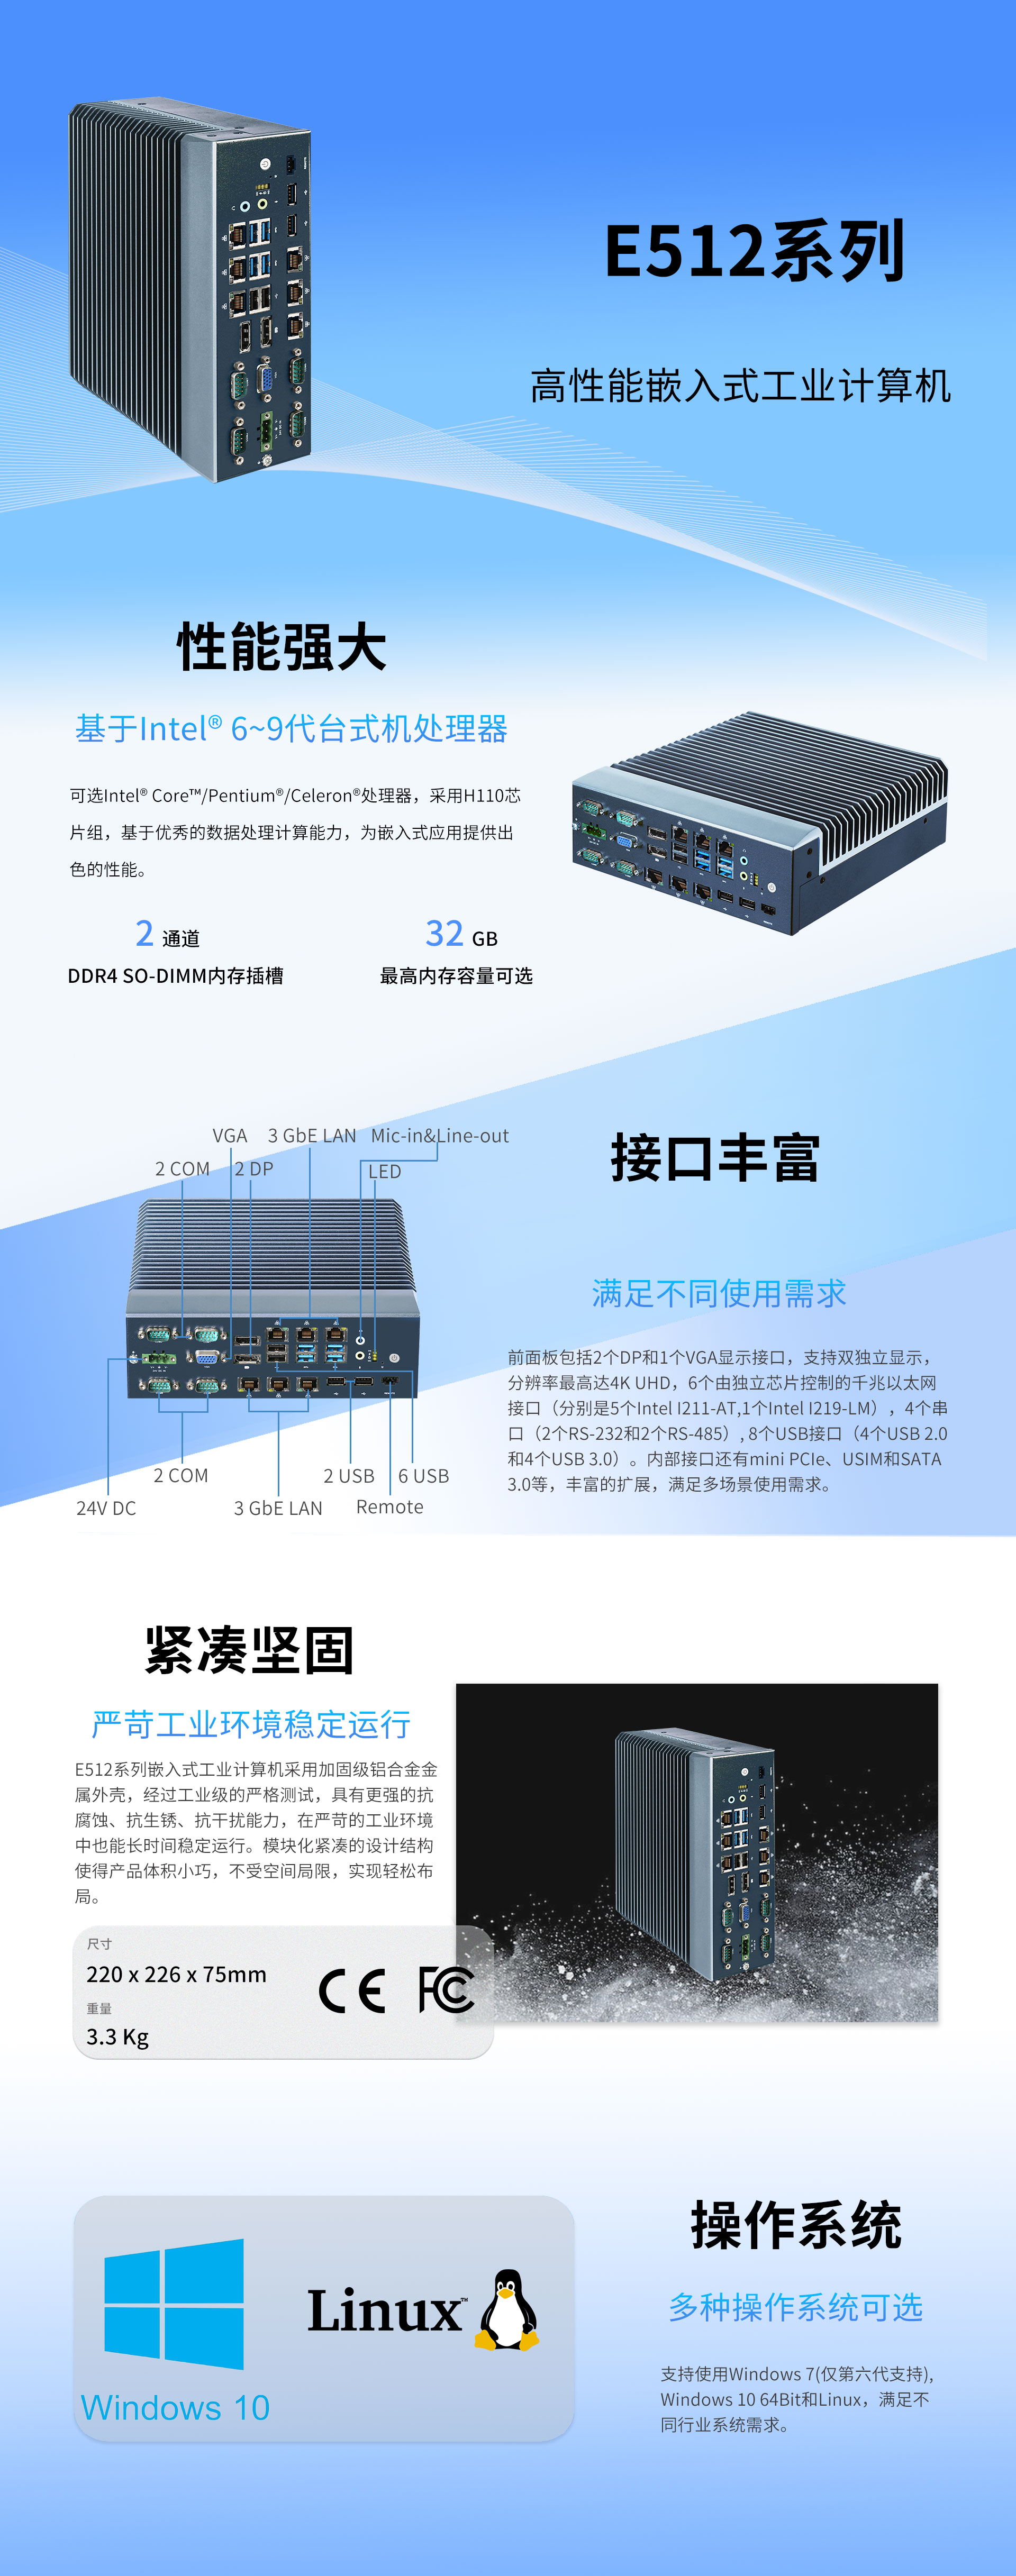 E512系列
高性能嵌入式工业计算机
性能强大
基于Intel® 6~9代台式机处理器
可选Intel® Core™/Pentium®/Celeron®处理器，采用H110芯
片组，基于优秀的数据处理计算能力，为嵌入式应用提供出
色的性能。
2 通道
DDR4 SO-DIMM内存插槽
32 GB
最高内存容量可选
VGA
3 GbE LAN
Mic-in&Line-out
2 COM
2 DP
LED
2 COM
2 USB
6 USB
24V DC
3 GbE LAN
Remote
接口丰富
满足不同使用需求
前面板包括2个DP和1个VGA显示接口，支持双独立显示，
分辨率最高达4K UHD，6个由独立芯片控制的千兆以太网
接口（分别是5个Intel I211-AT,1个Intel I219-LM），4个串
口（2个RS-232和2个RS-485）, 8个USB接口（4个USB 2.0
和4个USB 3.0）。内部接口还有mini PCIe、USIM和SATA
3.0等，丰富的扩展，满足多场景使用需求。
紧凑坚固
严苛工业环境稳定运行
E512系列嵌入式工业计算机采用加固级铝合金金
属外壳，经过工业级的严格测试，具有更强的抗
腐蚀、抗生锈、抗干扰能力，在严苛的工业环境
中也能长时间稳定运行。模块化紧凑的设计结构
使得产品体积小巧，不受空间局限，实现轻松布
局。
尺寸
220 x 226 x 75mm
重量
3.3 Kg
CE FC
操作系统
多种操作系统可选
支持使用Windows 7(仅第六代支持),
Windows 10 64Bit和Linux，满足不
同行业系统需求。
Linux™
Windows 10